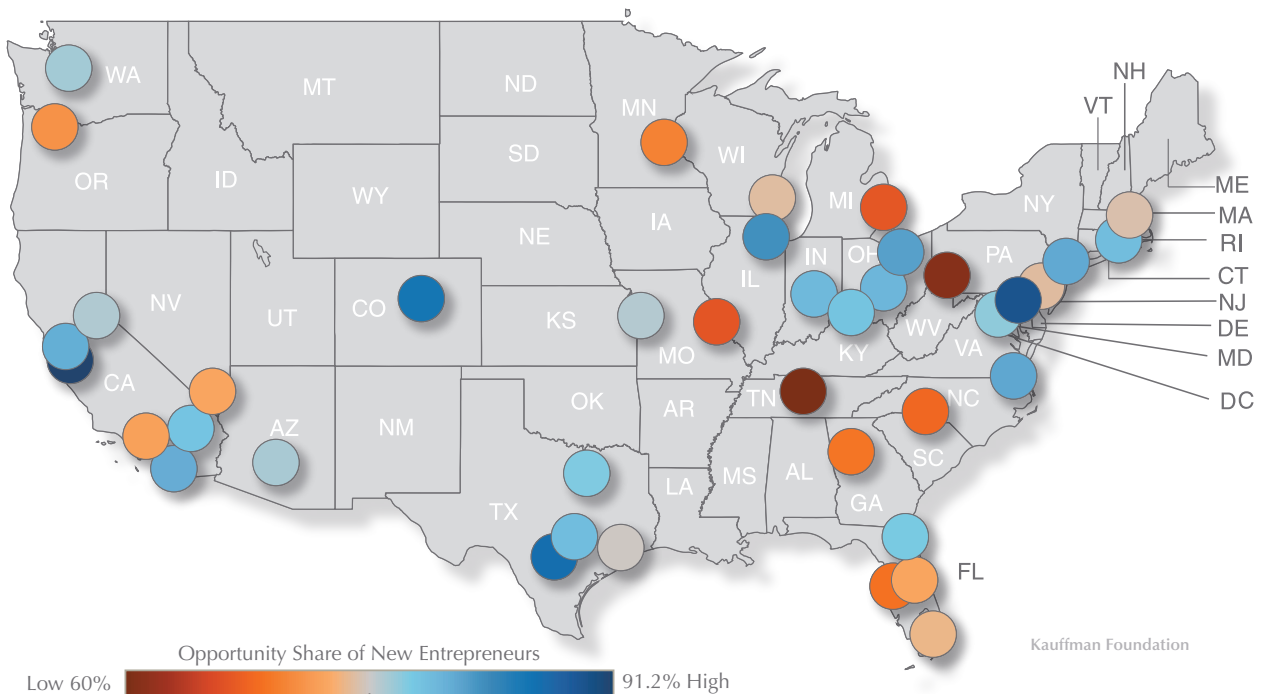 NH
WA
MT
ND
MN
VT
SD
WI
OR
ID
MI
ME
WY
NY
MA
IA
NE
RI
PA
IN
OH
IL
CT
NV
CO
NJ
UT
KS
WV
DE
MO
KY
VA
MD
CA
DC
TN
NC
OK
AZ
NM
AR
SC
MS
AL
LA
GA
TX
FL
Kauffman Foundation
Opportunity Share of New Entrepreneurs
Low 60% 91.2% High